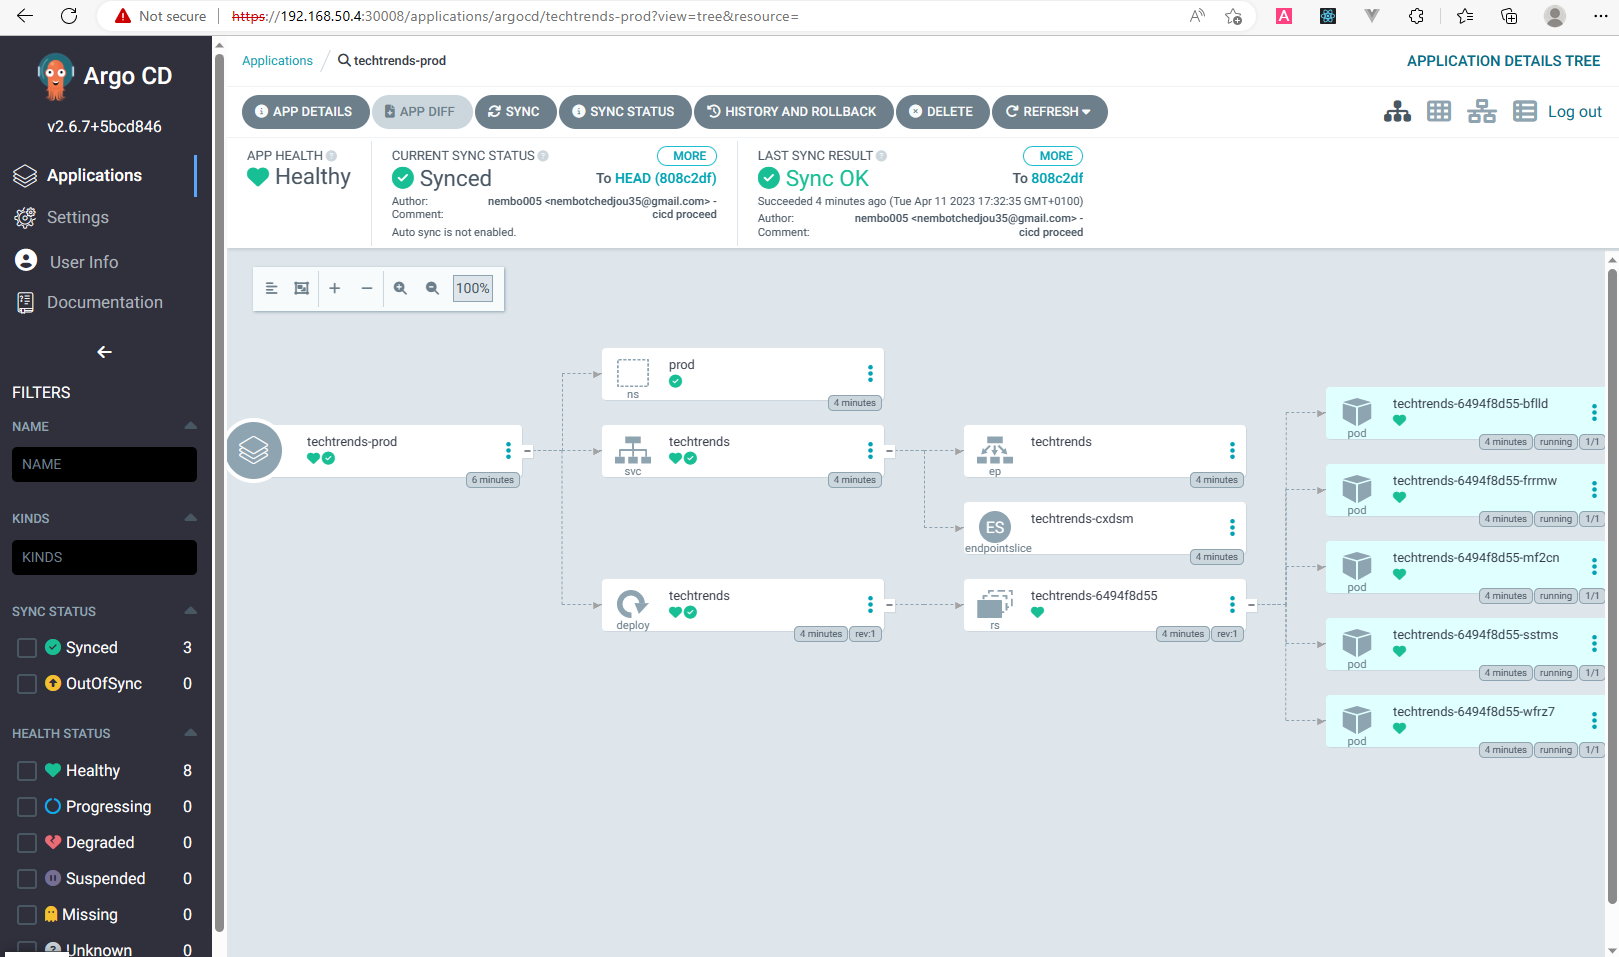 Not secure https://192.168.50.4:30008/applications/argocd/techtrends-prod?view=tree&resource=
Argo CD
v2.6.7+5bcd846
Applications
Settings
User Info
Documentation
FILTERS
NAME
NAME
KINDS
KINDS
SYNC STATUS
Synced 3
OutOfSync 0
HEALTH STATUS
Healthy 8
Progressing 0
Degraded 0
Suspended 0
Missing 0
Unknown 0
Applications / techtrends-prod
APPLICATION DETAILS TREE
APP DETAILS APP DIFF SYNC SYNC STATUS HISTORY AND ROLLBACK DELETE REFRESH
Log out
APP HEALTH
Healthy
CURRENT SYNC STATUS MORE
Synced To HEAD (808c2df)
Author: nembo005 <nembotchedjou35@gmail.com> -
Comment: cicd proceed
Auto sync is not enabled.
LAST SYNC RESULT MORE
Sync OK To 808c2df
Succeeded 4 minutes ago (Tue Apr 11 2023 17:32:35 GMT+0100)
Author: nembo005 <nembotchedjou35@gmail.com> -
Comment: cicd proceed
100%
techtrends-prod
6 minutes
prod
ns
4 minutes
techtrends
svc
4 minutes
techtrends
deploy
4 minutes rev:1
techtrends
ep
4 minutes
ES
techtrends-cxdsm
endpointslice
4 minutes
techtrends-6494f8d55
rs
4 minutes rev:1
techtrends-6494f8d55-bflld
pod
4 minutes running 1/1
techtrends-6494f8d55-frrmw
pod
4 minutes running 1/1
techtrends-6494f8d55-mf2cn
pod
4 minutes running 1/1
techtrends-6494f8d55-sstms
pod
4 minutes running 1/1
techtrends-6494f8d55-wfrz7
pod
4 minutes running 1/1